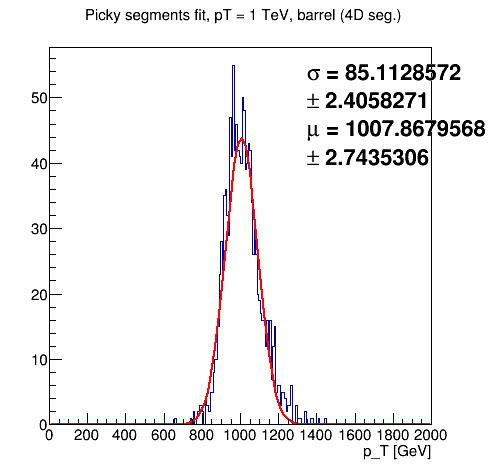 Picky segments fit, pT = 1 TeV, barrel (4D seg.)
σ = 85.1128572
± 2.4058271
μ = 1007.8679568
± 2.7435306
50
40
30
20
10
0
0 200 400 600 800 1000 1200 1400 1600 1800 2000
p_T [GeV]